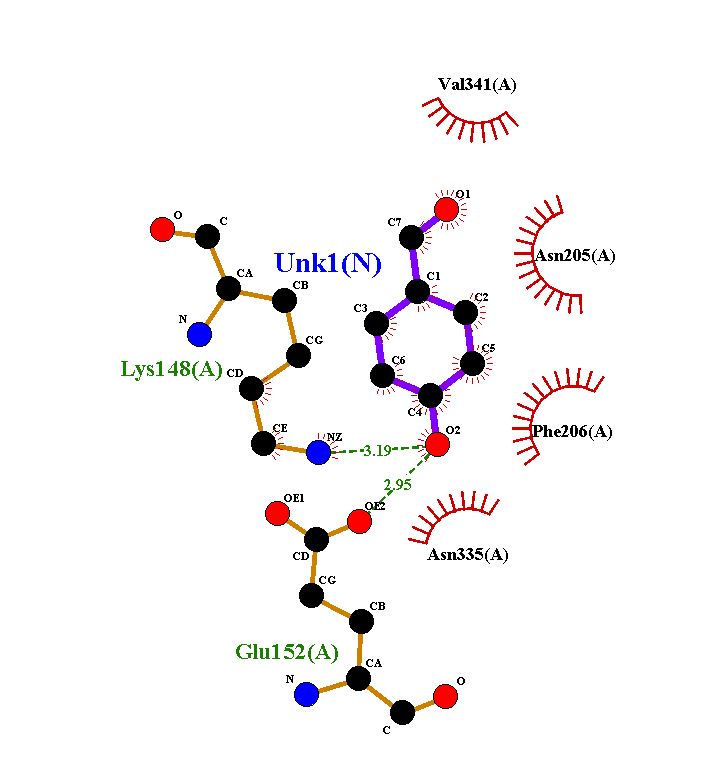 Val341(A)
O1
O
C
C7
Asn205(A)
Unk1(N)
CA
CB
C1
C2
N
C3
CG
C5
Lys148(A)
CD
C6
Phe206(A)
C4
CE
NZ
O2
3.19
2.95
OE1
OE2
Asn335(A)
CD
CG
CB
Glu152(A)
CA
N
O
C